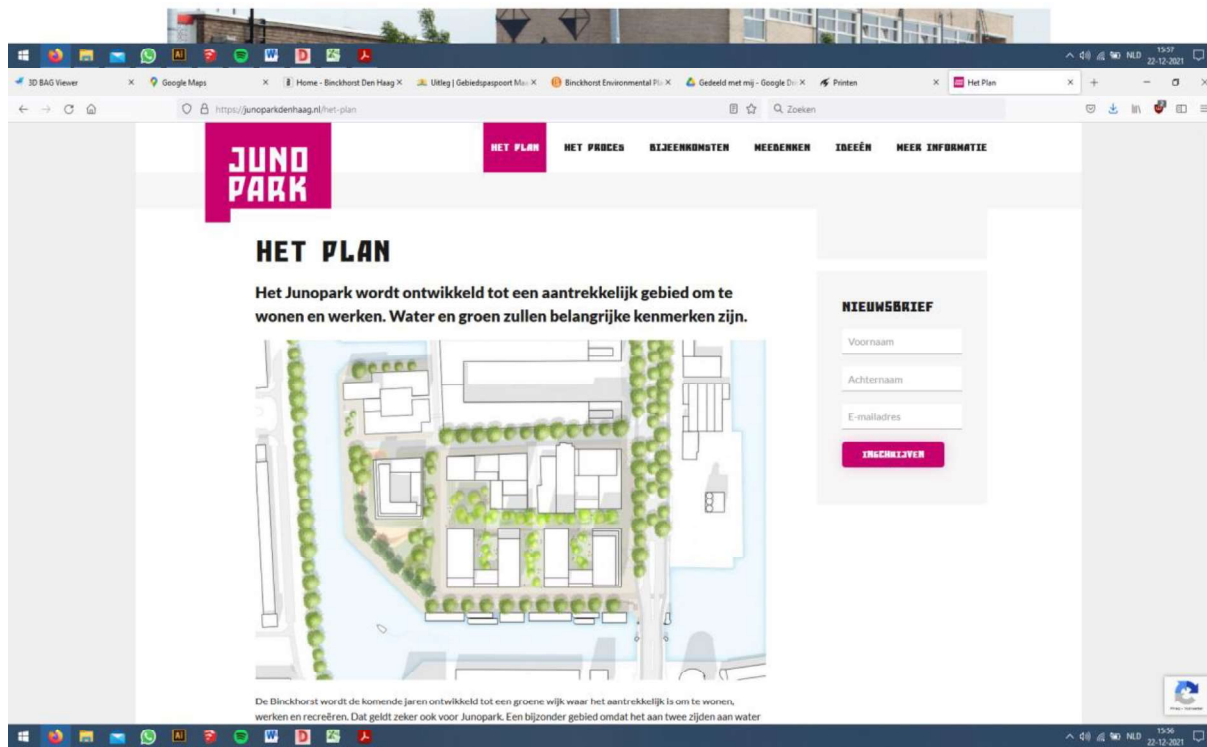 15:37
NLD
22-12-2021
3D BAG Viewer
Google Maps
Home - Binckhorst Den Haag
Uitleg | Gebiedspaspoort Maa
Binckhorst Environmental Pl
Gedeeld met mij - Google Dri
Printen
Het Plan
https://junoparkdenhaag.nl/het-plan
Zoeken
JUNO
PARK
HET PLAN
HET PROCES
BIJEENKOMSTEN
MEEDENKEN
IDEEËN
MEER INFORMATIE
HET PLAN
Het Junopark wordt ontwikkeld tot een aantrekkelijk gebied om te
wonen en werken. Water en groen zullen belangrijke kenmerken zijn.
NIEUWSBRIEF
Voornaam
Achternaam
E-mailadres
INSCHRIJVEN
De Binckhorst wordt de komende jaren ontwikkeld tot een groene wijk waar het aantrekkelijk is om te wonen,
werken en recreëren. Dat geldt zeker ook voor Junopark. Een bijzonder gebied omdat het aan twee zijden aan water
15:36
NLD
22-12-2021